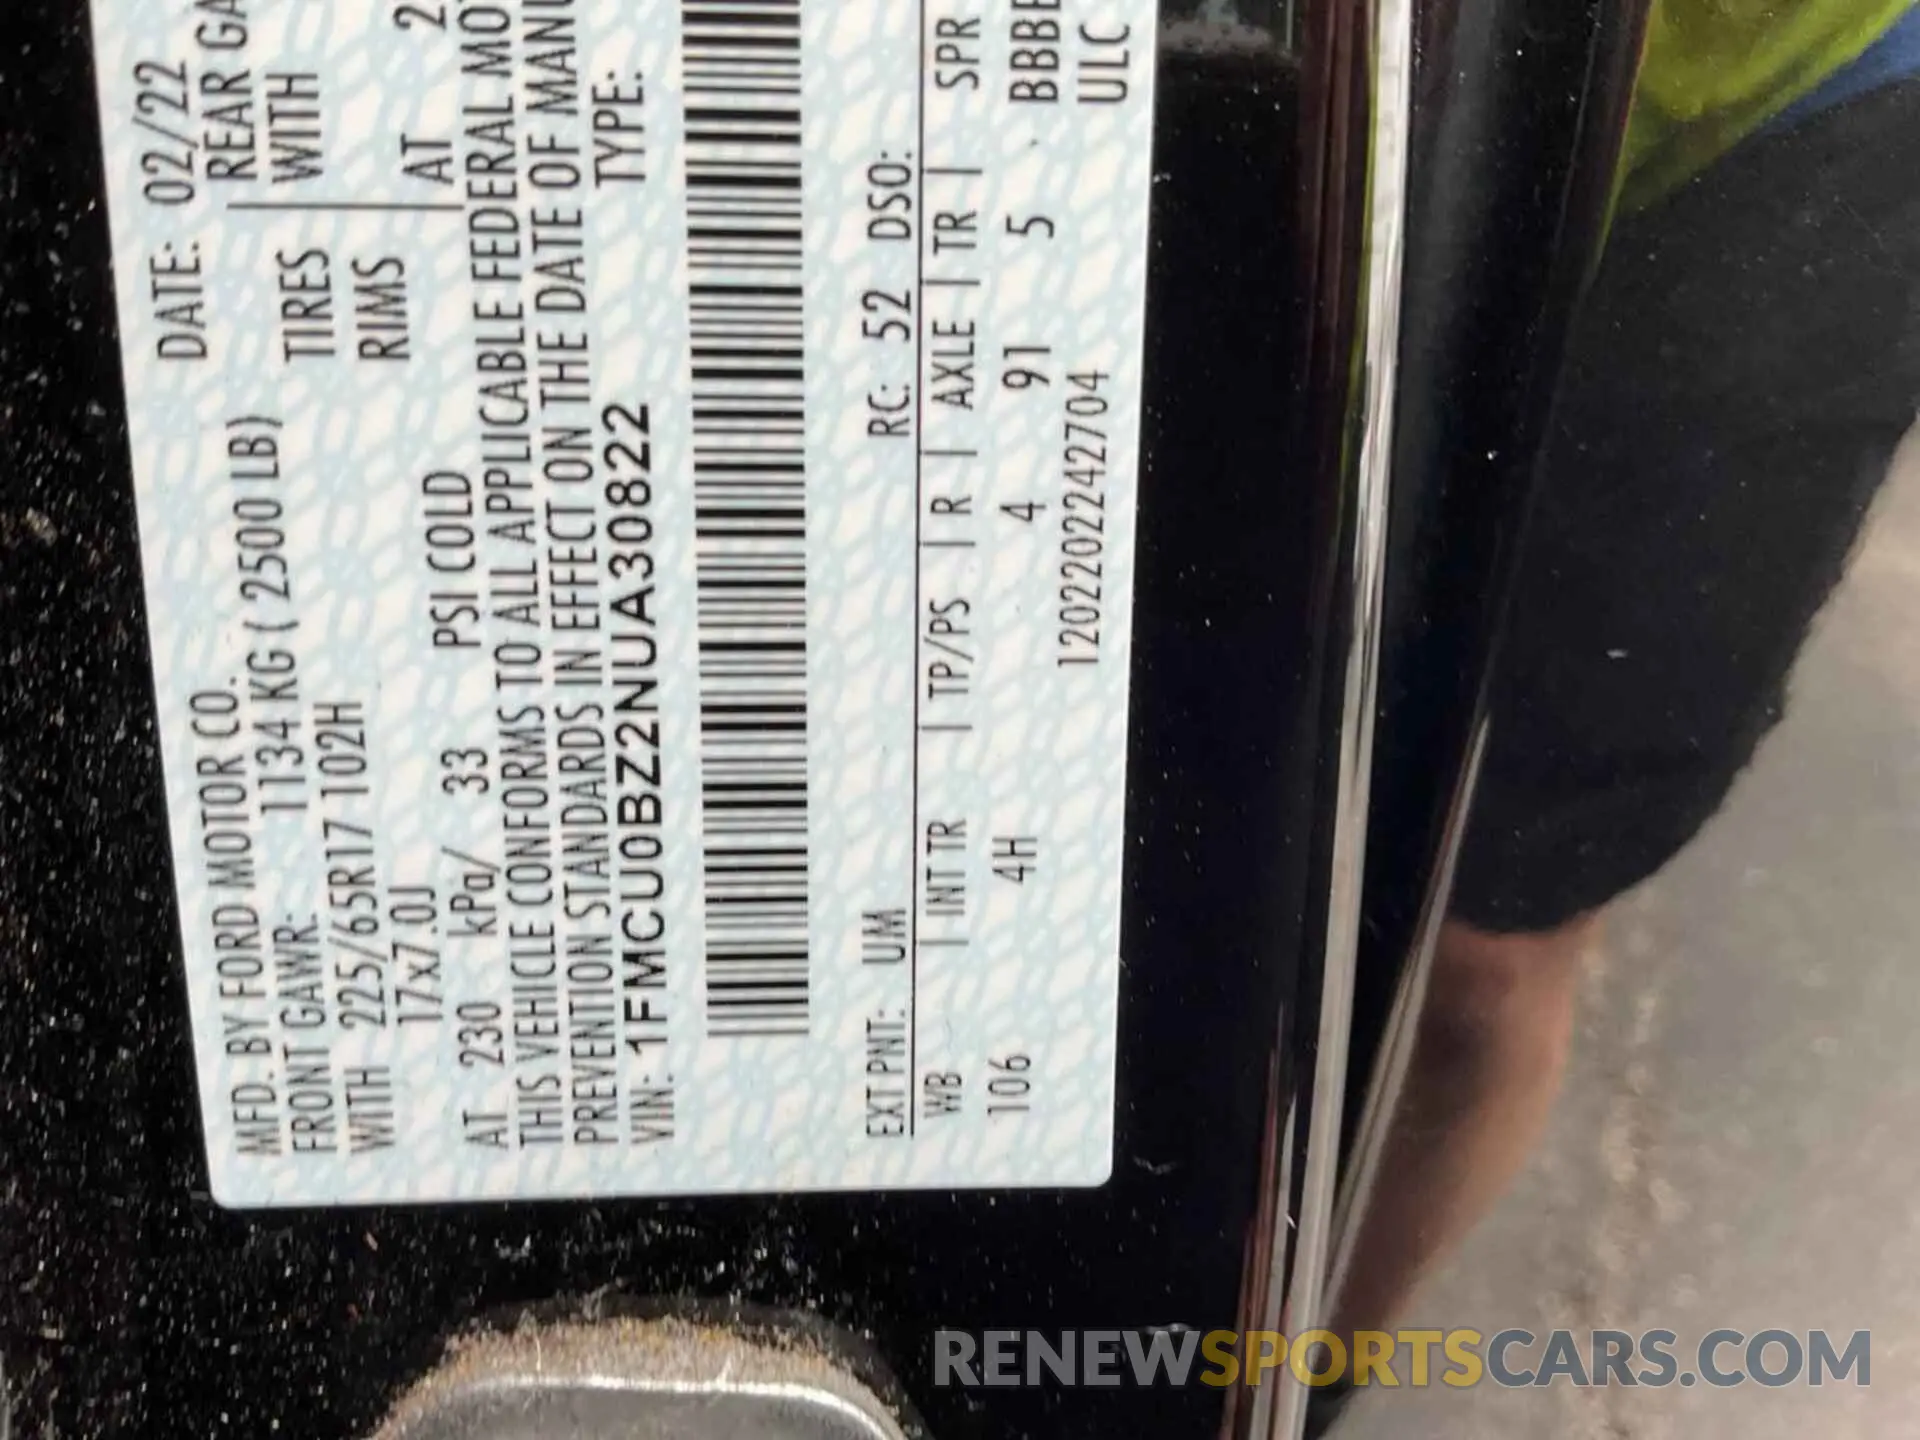 MFD. BY FORD MOTOR CO. DATE: 02/22
FRONT GAWR: 1134 KG ( 2500 LB) REAR GA
WITH 225/65R17 102H TIRES WITH
17x7.0J RIMS
AT 230 kPa/ 33 PSI COLD AT 2
THIS VEHICLE CONFORMS TO ALL APPLICABLE FEDERAL MOT
PREVENTION STANDARDS IN EFFECT ON THE DATE OF MANU
VIN: 1FMCU0BZ2NUA30822 TYPE:
EXT PNT: UM RC: 52 DSO:
WB | INT TR | TP/PS | R | AXLE | TR | SPR
106 4H 4 91 5 BBBB
1202202242704 ULC
RENEWSPORTSCARS.COM